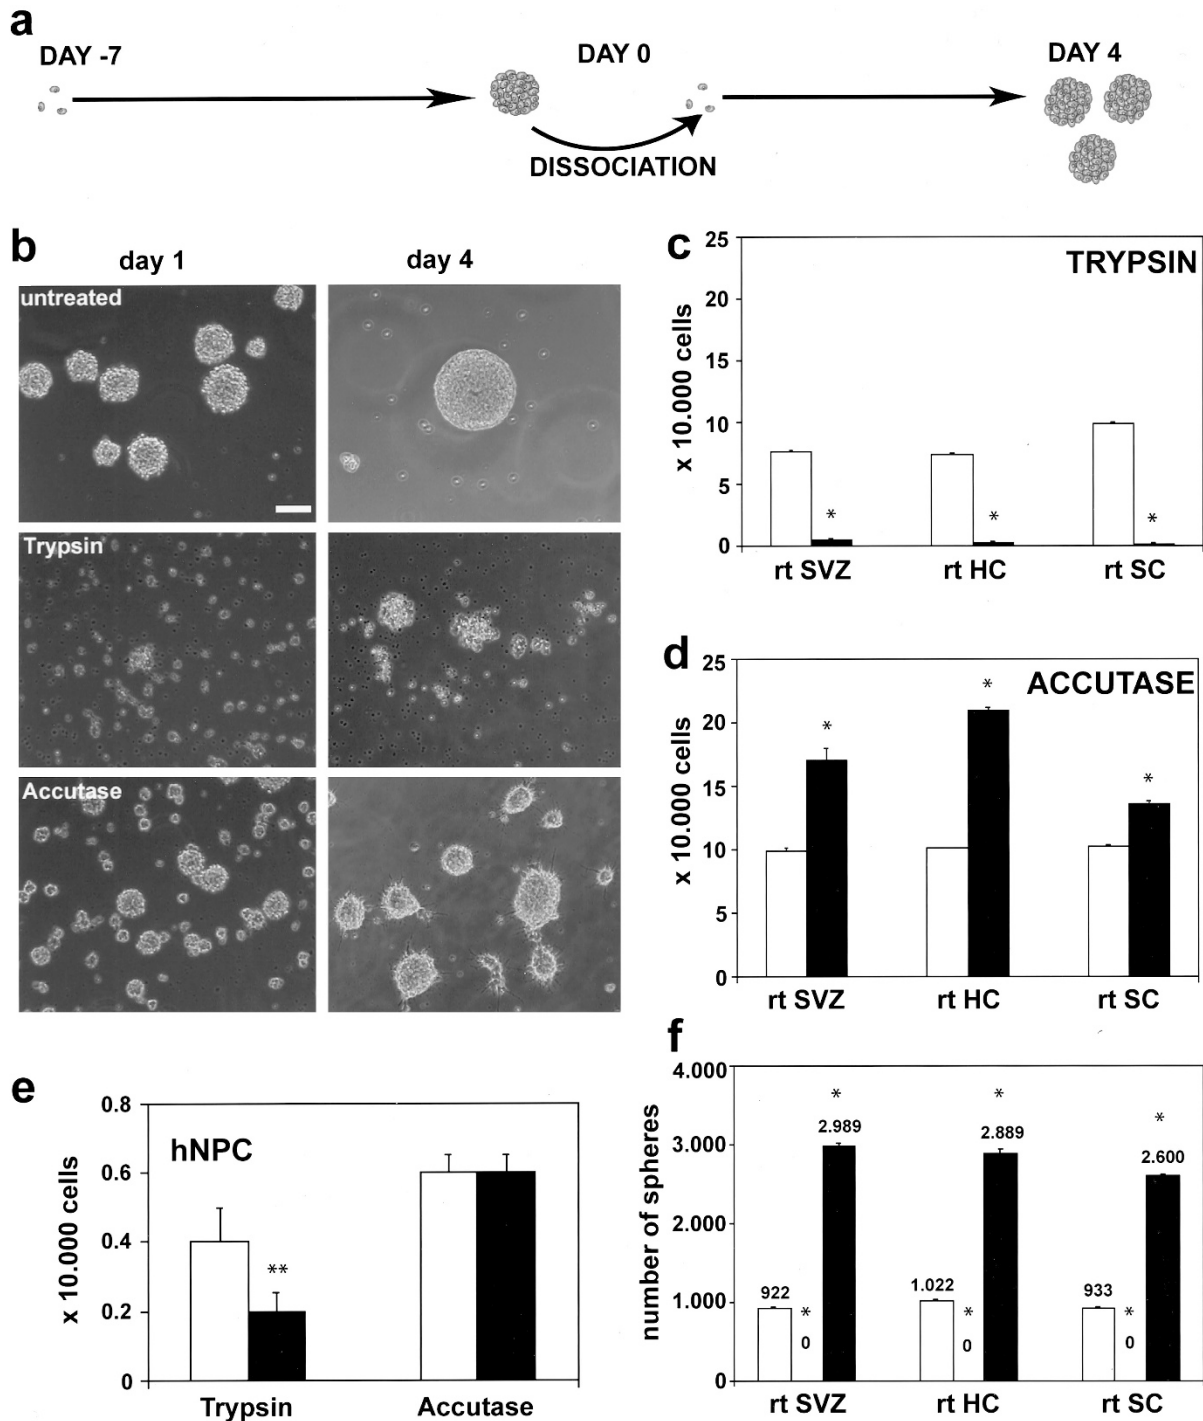 a
DAY -7
DAY 0
DAY 4
DISSOCIATION
b
day 1
day 4
untreated
Trypsin
Accutase
c
TRYPSIN
x 10.000 cells
25
20
15
10
5
0
rt SVZ
rt HC
rt SC
*
*
*
d
ACCUTASE
x 10.000 cells
25
20
15
10
5
0
rt SVZ
rt HC
rt SC
*
*
*
e
hNPC
x 10.000 cells
0.8
0.6
0.4
0.2
0
**
Trypsin
Accutase
f
number of spheres
4.000
3.000
2.000
1.000
0
922
*
0
*
2.989
1.022
*
0
*
2.889
933
*
0
*
2.600
rt SVZ
rt HC
rt SC